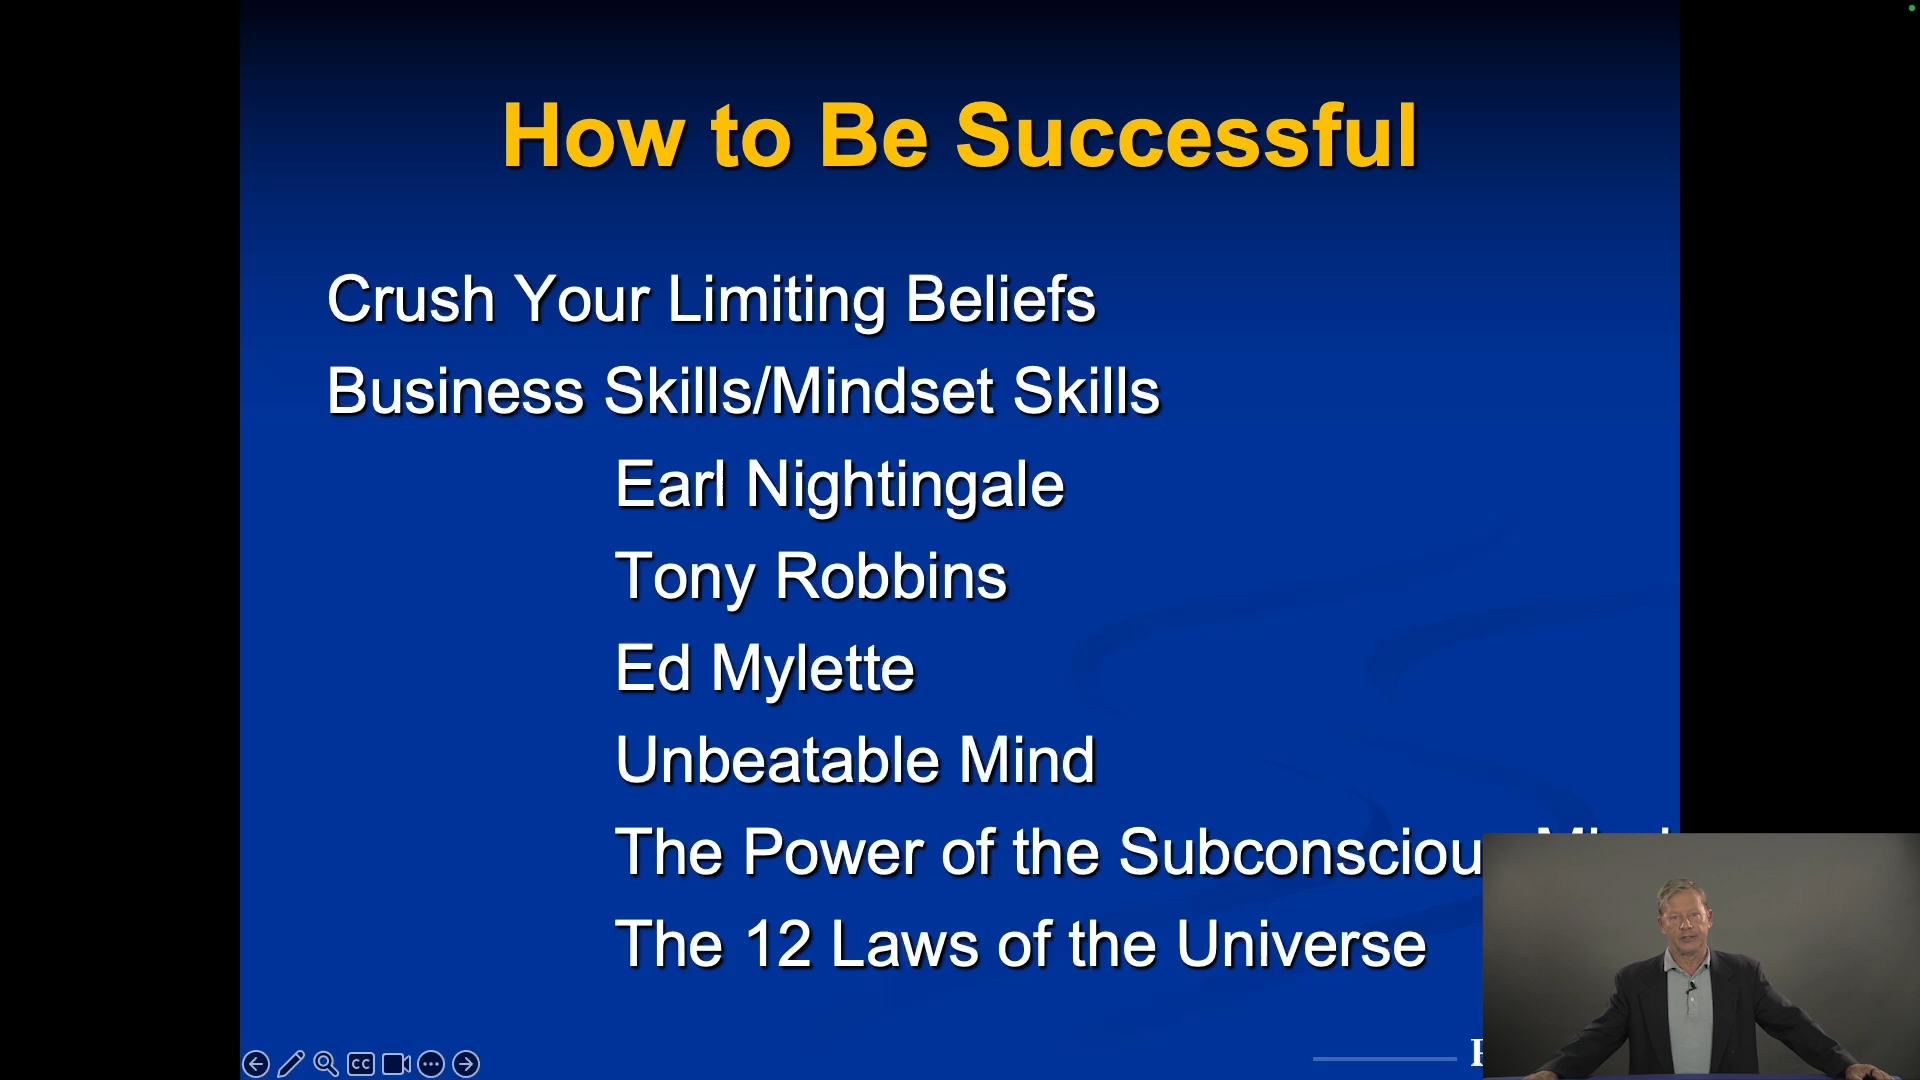 How to Be Successful
Crush Your Limiting Beliefs
Business Skills/Mindset Skills
Earl Nightingale
Tony Robbins
Ed Mylette
Unbeatable Mind
The Power of the Subconsciou
The 12 Laws of the Universe
CC